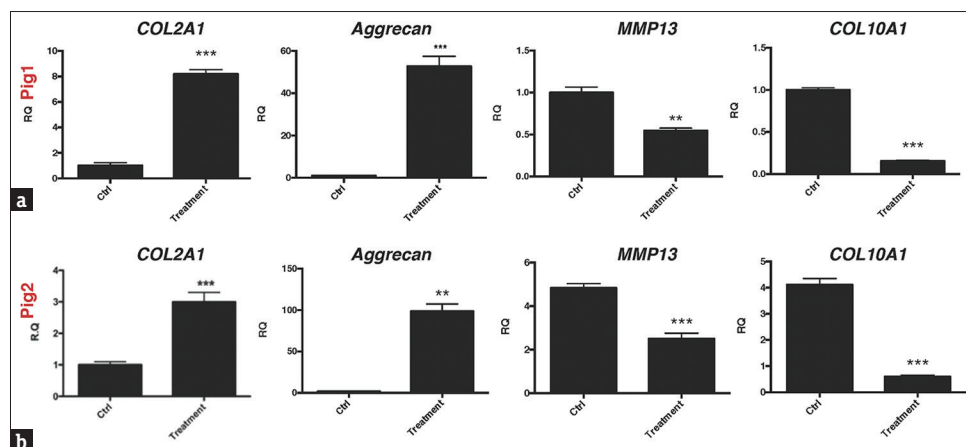 COL2A1 Aggrecan MMP13 COL10A1
Pig1
RQ
10
8
6
4
2
0
***
Ctrl
Treatment
RQ
60
40
20
0
***
Ctrl
Treatment
RQ
1.5
1.0
0.5
0.0
**
Ctrl
Treatment
RQ
1.5
1.0
0.5
0.0
***
Ctrl
Treatment
a
COL2A1 Aggrecan MMP13 COL10A1
Pig2
R.Q
4
3
2
1
0
***
Ctrl
Treatment
RQ
150
100
50
0
**
Ctrl
Treatment
RQ
6
4
2
0
***
Ctrl
Treatment
RQ
5
4
3
2
1
0
***
Ctrl
Treatment
b